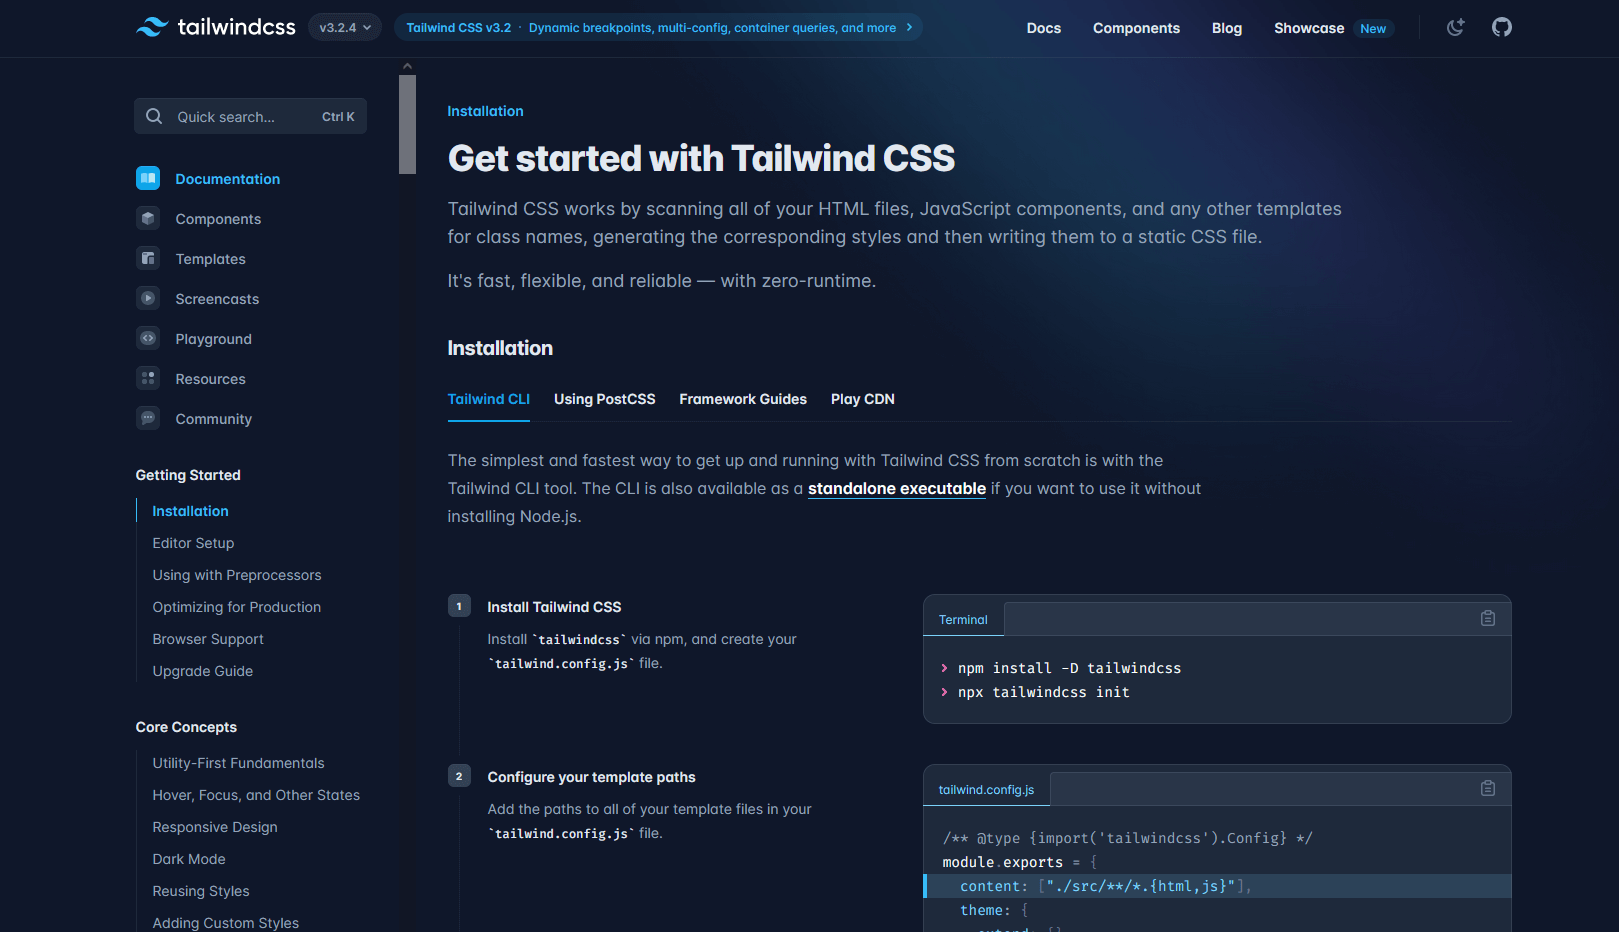 tailwindcss
v3.2.4
Tailwind CSS v3.2 · Dynamic breakpoints, multi-config, container queries, and more
Docs
Components
Blog
Showcase New
Quick search... Ctrl K
Documentation
Components
Templates
Screencasts
Playground
Resources
Community
Getting Started
Installation
Editor Setup
Using with Preprocessors
Optimizing for Production
Browser Support
Upgrade Guide
Core Concepts
Utility-First Fundamentals
Hover, Focus, and Other States
Responsive Design
Dark Mode
Reusing Styles
Adding Custom Styles
Installation
Get started with Tailwind CSS
Tailwind CSS works by scanning all of your HTML files, JavaScript components, and any other templates
for class names, generating the corresponding styles and then writing them to a static CSS file.
It's fast, flexible, and reliable — with zero-runtime.
Installation
Tailwind CLI
Using PostCSS
Framework Guides
Play CDN
The simplest and fastest way to get up and running with Tailwind CSS from scratch is with the
Tailwind CLI tool. The CLI is also available as a standalone executable if you want to use it without
installing Node.js.
1
Install Tailwind CSS
Install `tailwindcss` via npm, and create your
`tailwind.config.js` file.
Terminal
> npm install -D tailwindcss
> npx tailwindcss init
2
Configure your template paths
Add the paths to all of your template files in your
`tailwind.config.js` file.
tailwind.config.js
/** @type {import('tailwindcss').Config} */
module.exports = {
content: ["./src/**/*.{html,js}"],
theme: {